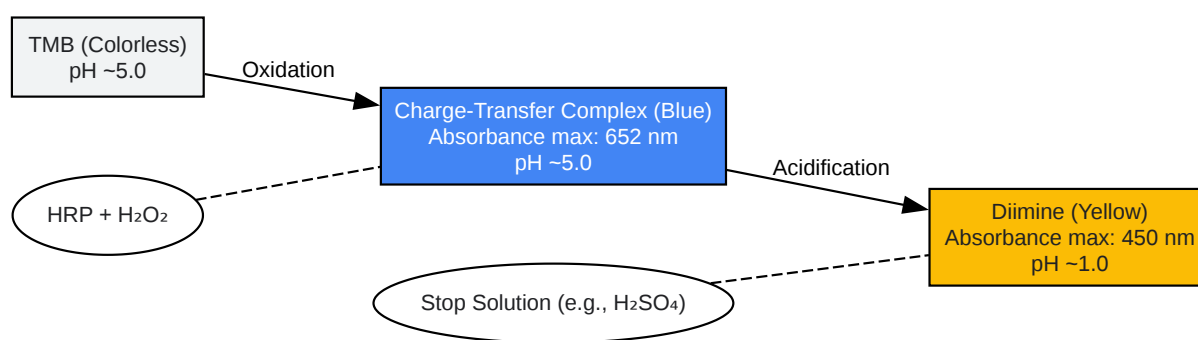 TMB (Colorless)
pH ~5.0
Oxidation
Charge-Transfer Complex (Blue)
Absorbance max: 652 nm
pH ~5.0
HRP + H₂O₂
Acidification
Diimine (Yellow)
Absorbance max: 450 nm
pH ~1.0
Stop Solution (e.g., H₂SO₄)